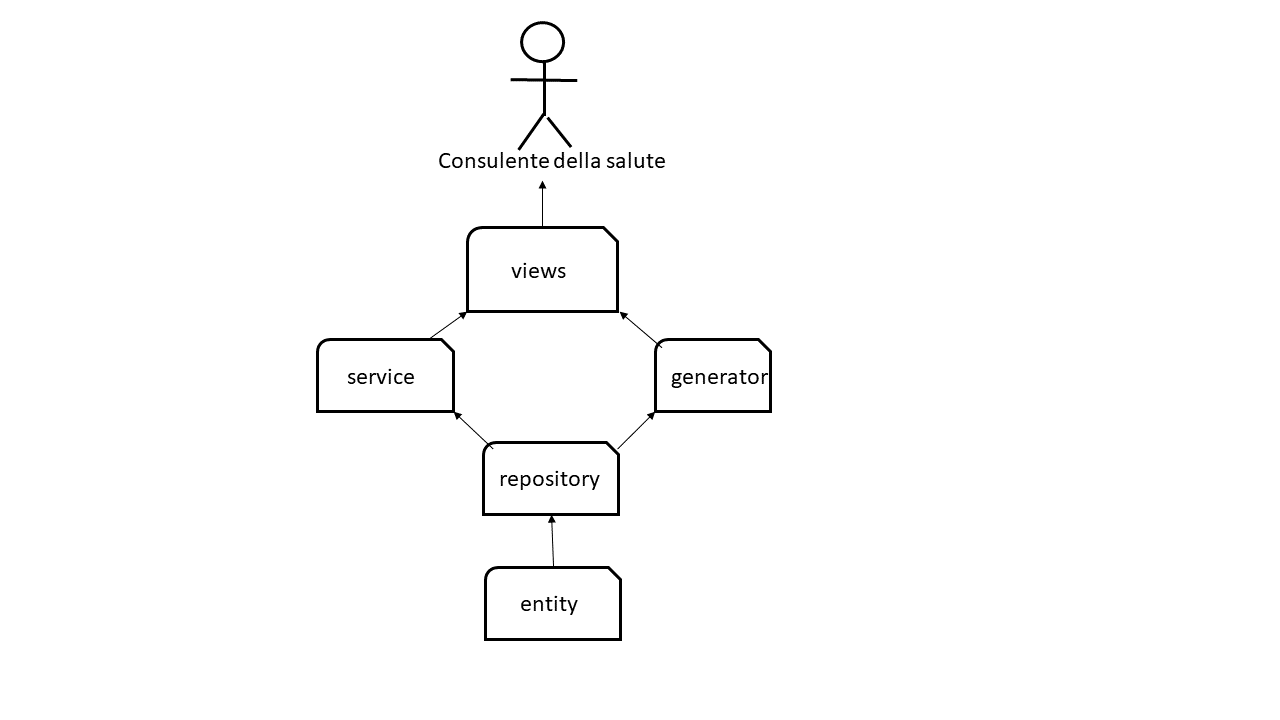 Consulente della salute
views
service
generator
repository
entity